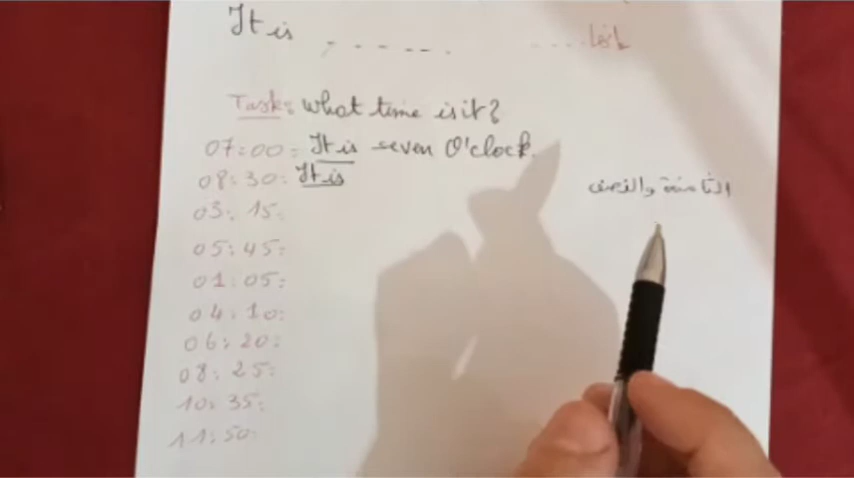 It is
Task: What time is it?
07:00: It is seven O'clock.
08:30: It is
الثامنة والنصف
03: 15:
05: 45:
01: 05:
04: 10:
06: 20:
08: 25:
10: 35:
11: 50: